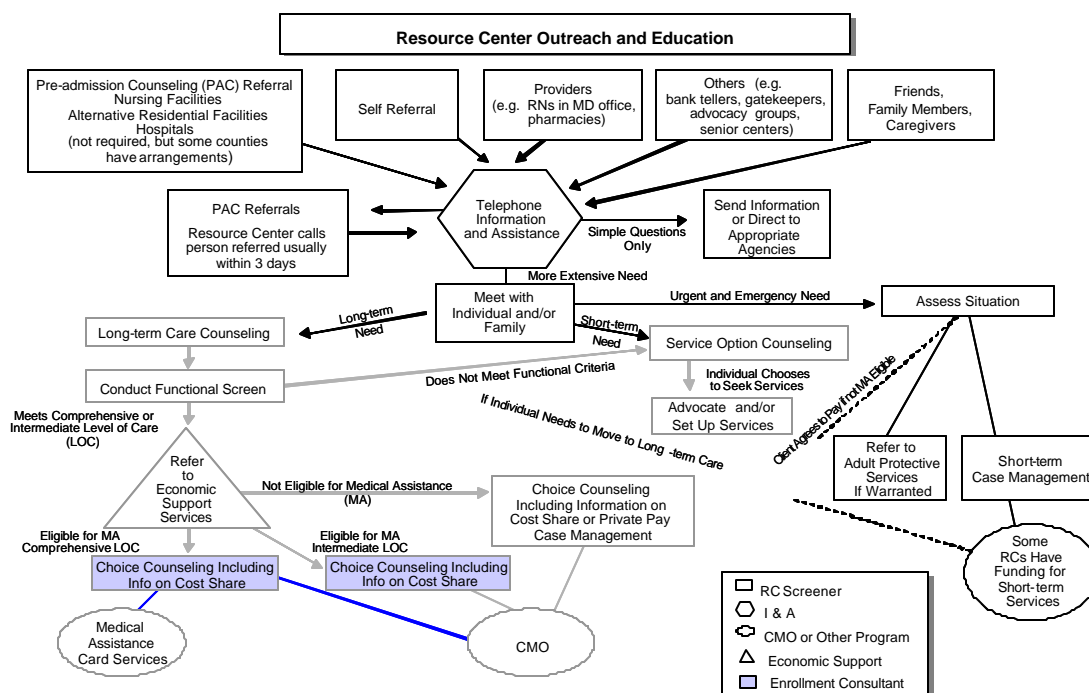 Resource Center Outreach and Education
Pre-admission Counseling (PAC) Referral
Nursing Facilities
Alternative Residential Facilities
Hospitals
(not required, but some counties
have arrangements)
Self Referral
Providers
(e.g. RNs in MD office,
pharmacies)
Others (e.g.
bank tellers, gatekeepers,
advocacy groups,
senior centers)
Friends,
Family Members,
Caregivers
PAC Referrals
Resource Center calls
person referred usually
within 3 days
Telephone
Information
and Assistance
Simple Questions
Only
Send Information
or Direct to
Appropriate
Agencies
More Extensive Need
Meet with
Individual and/or
Family
Urgent and Emergency Need
Assess Situation
Long-term
Need
Short-term
Need
Long-term Care Counseling
Service Option Counseling
Conduct Functional Screen
Does Not Meet Functional Criteria
Individual Chooses
to Seek Services
Advocate and/or
Set Up Services
If Individual Needs to Move to Long -term Care
Client Agrees to Pay if not MA Eligible
Meets Comprehensive or
Intermediate Level of Care
(LOC)
Refer
to
Economic
Support
Services
Not Eligible for Medical Assistance
(MA)
Choice Counseling
Including Information on
Cost Share or Private Pay
Case Management
Refer to
Adult Protective
Services
If Warranted
Short-term
Case Management
Eligible for MA
Comprehensive LOC
Eligible for MA
Intermediate LOC
Choice Counseling Including
Info on Cost Share
Choice Counseling Including
Info on Cost Share
Some
RCs Have
Funding for
Short-term
Services
Medical
Assistance
Card Services
CMO
RC Screener
I & A
CMO or Other Program
Economic Support
Enrollment Consultant